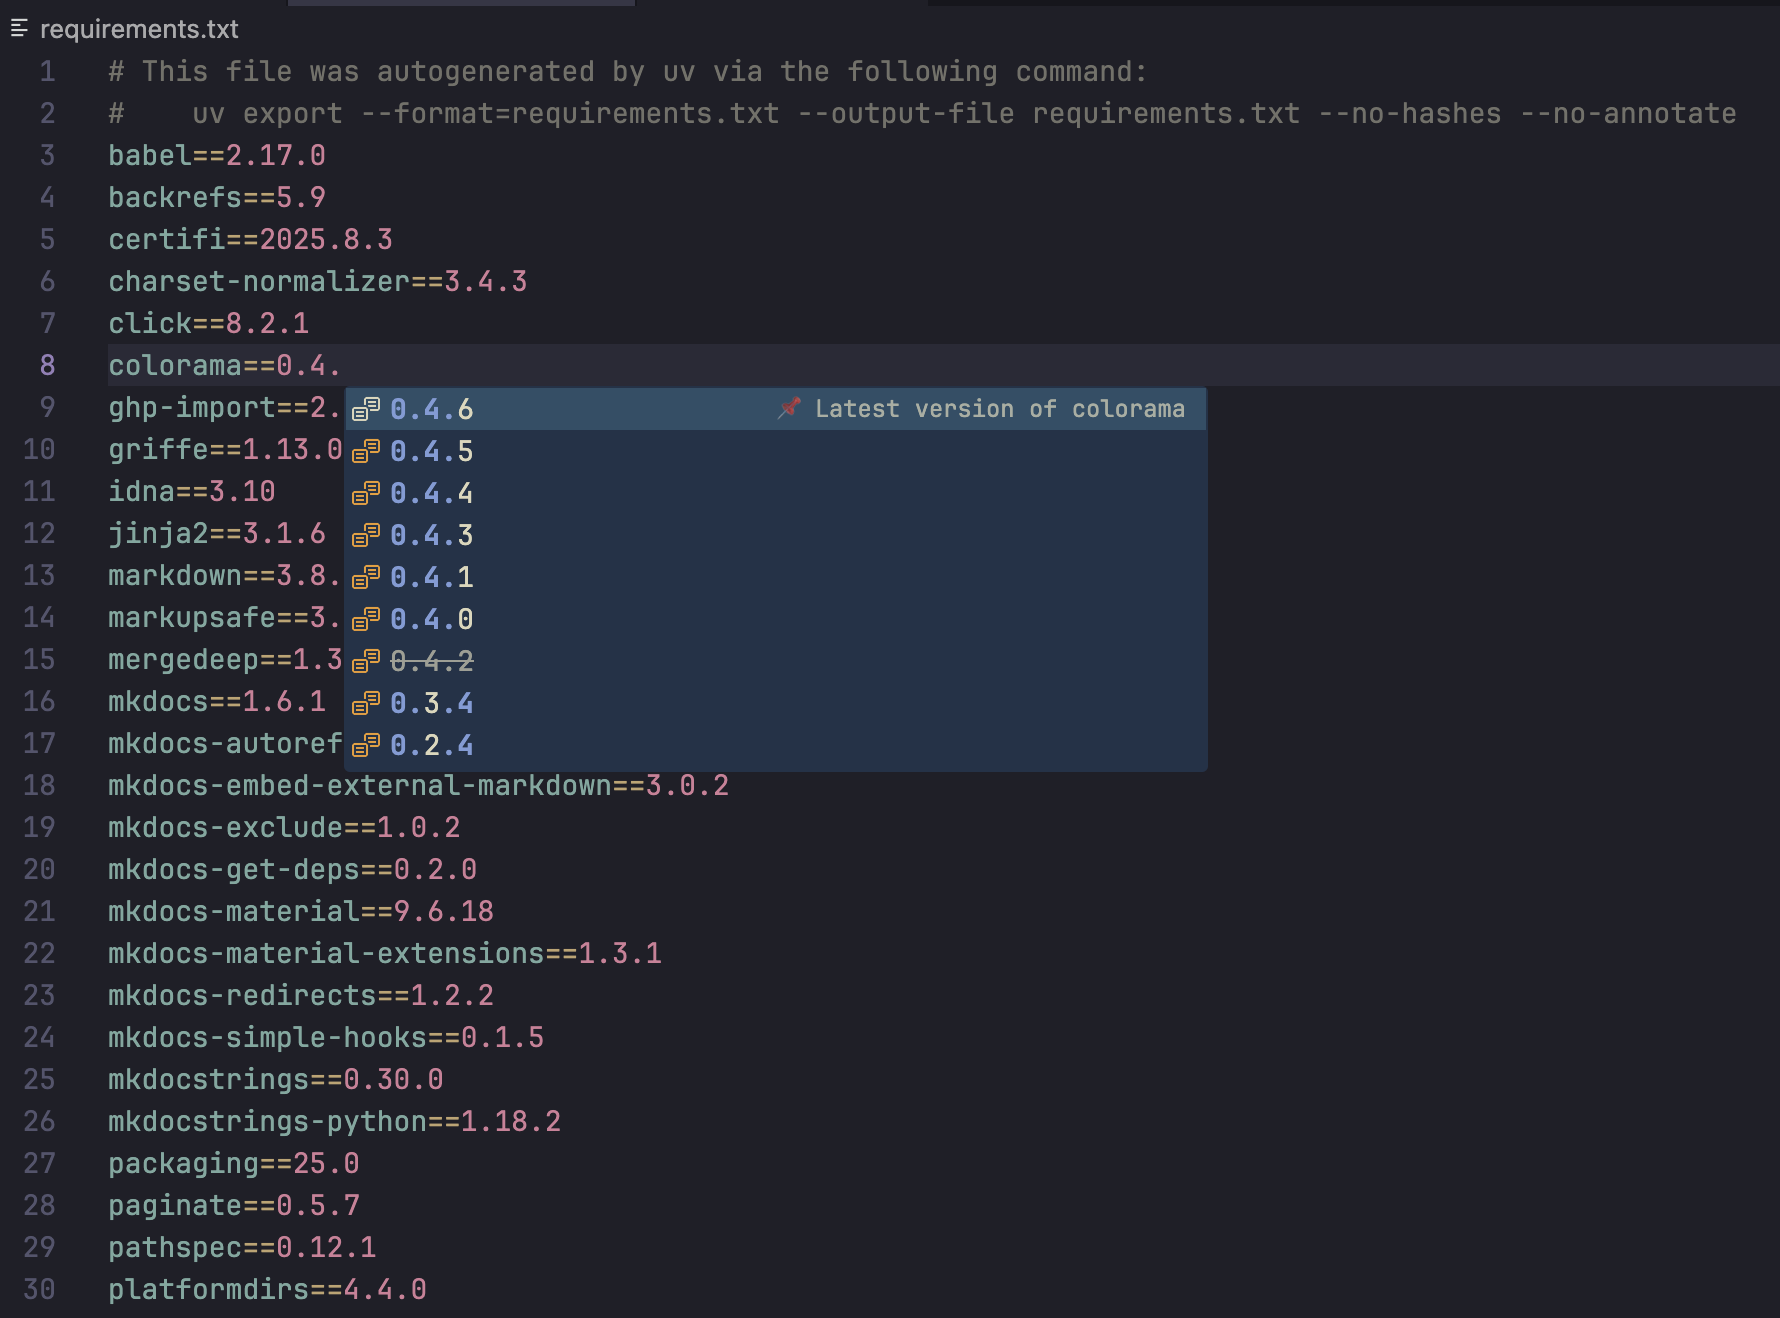 requirements.txt
1 # This file was autogenerated by uv via the following command:
2 #    uv export --format=requirements.txt --output-file requirements.txt --no-hashes --no-annotate
3 babel==2.17.0
4 backrefs==5.9
5 certifi==2025.8.3
6 charset-normalizer==3.4.3
7 click==8.2.1
8 colorama==0.4.
9 ghp-import==2.
0.4.6 📌 Latest version of colorama
10 griffe==1.13.0
0.4.5
11 idna==3.10
0.4.4
12 jinja2==3.1.6
0.4.3
13 markdown==3.8.
0.4.1
14 markupsafe==3.
0.4.0
15 mergedeep==1.3
0.4.2
16 mkdocs==1.6.1
0.3.4
17 mkdocs-autoref
0.2.4
18 mkdocs-embed-external-markdown==3.0.2
19 mkdocs-exclude==1.0.2
20 mkdocs-get-deps==0.2.0
21 mkdocs-material==9.6.18
22 mkdocs-material-extensions==1.3.1
23 mkdocs-redirects==1.2.2
24 mkdocs-simple-hooks==0.1.5
25 mkdocstrings==0.30.0
26 mkdocstrings-python==1.18.2
27 packaging==25.0
28 paginate==0.5.7
29 pathspec==0.12.1
30 platformdirs==4.4.0